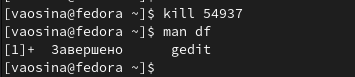 [vaosina@fedora ~]$ kill 54937
[vaosina@fedora ~]$ man df
[1]+  Завершено      gedit
[vaosina@fedora ~]$